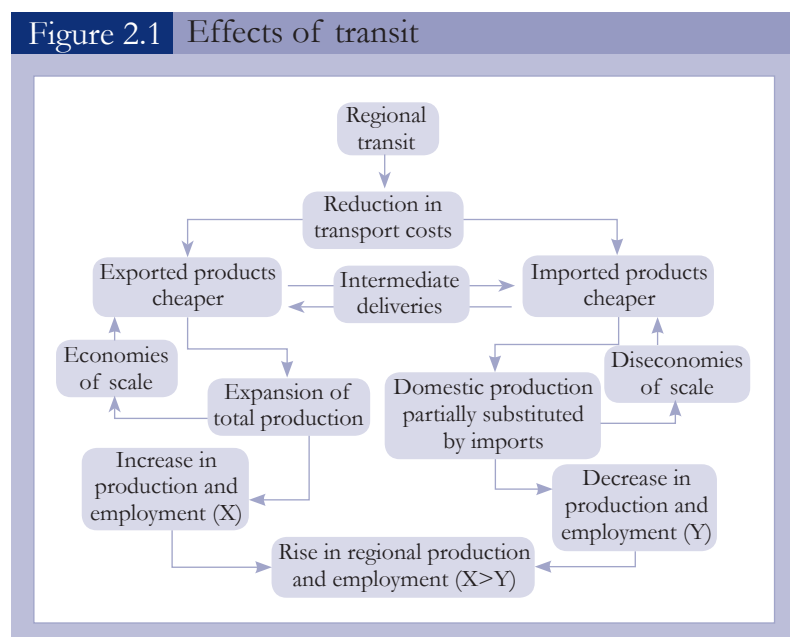 Figure 2.1 Effects of transit
Regional
transit
Reduction in
transport costs
Exported products
cheaper
Intermediate
deliveries
Imported products
cheaper
Economies
of scale
Expansion of
total production
Domestic production
partially substituted
by imports
Diseconomies
of scale
Increase in
production and
employment (X)
Decrease in
production and
employment (Y)
Rise in regional production
and employment (X>Y)